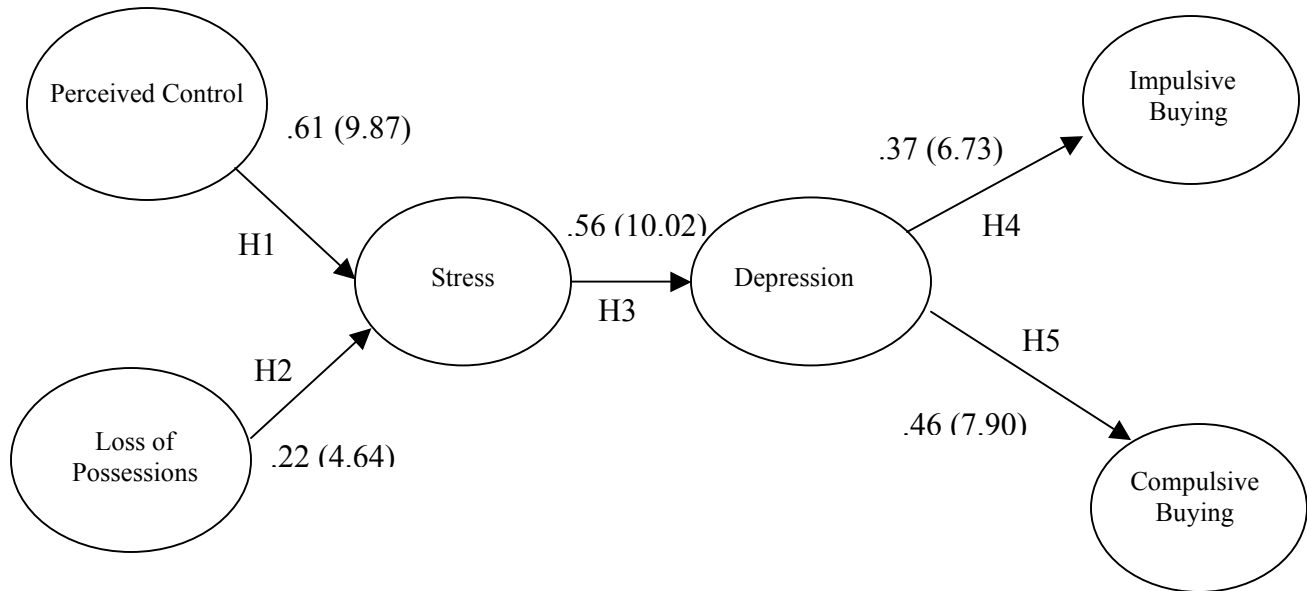 Perceived Control
.61 (9.87)
H1
Loss of
Possessions
H2
.22 (4.64)
Stress
.56 (10.02)
H3
Depression
.37 (6.73)
H4
Impulsive
Buying
H5
.46 (7.90)
Compulsive
Buying